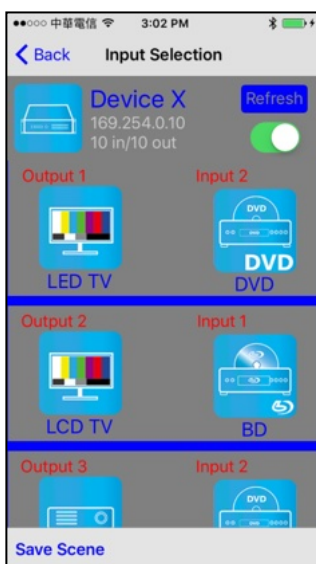 中華電信 3:02 PM
Back Input Selection
Device X Refresh
169.254.0.10
10 in/10 out
Output 1 Input 2
DVD
DVD
LED TV DVD
Output 2 Input 1
LCD TV BD
Output 3 Input 2
DVD
Save Scene